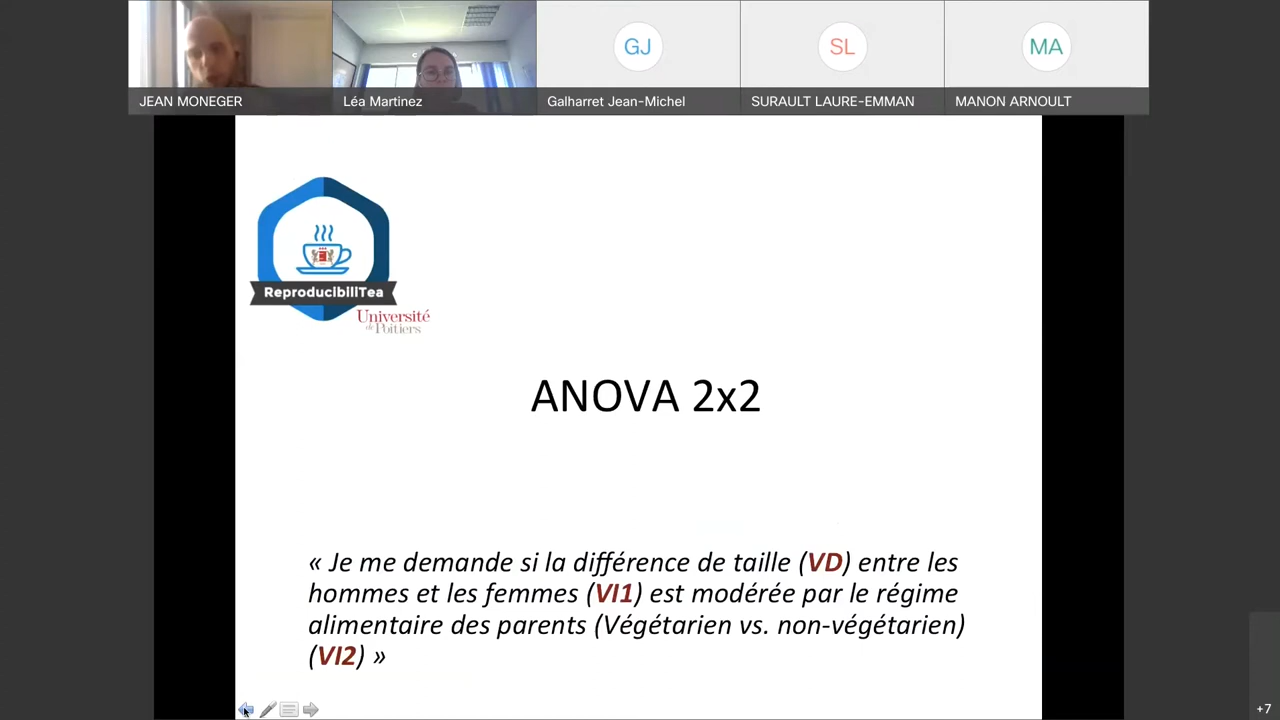 GJ
SL
MA
JEAN MONEGER
Léa Martinez
Galharret Jean-Michel
SURAULT LAURE-EMMAN
MANON ARNOULT
ReproducibiliTea
Université
de Poitiers
ANOVA 2x2
« Je me demande si la différence de taille (VD) entre les
hommes et les femmes (VI1) est modérée par le régime
alimentaire des parents (Végétarien vs. non-végétarien)
(VI2) »
+7